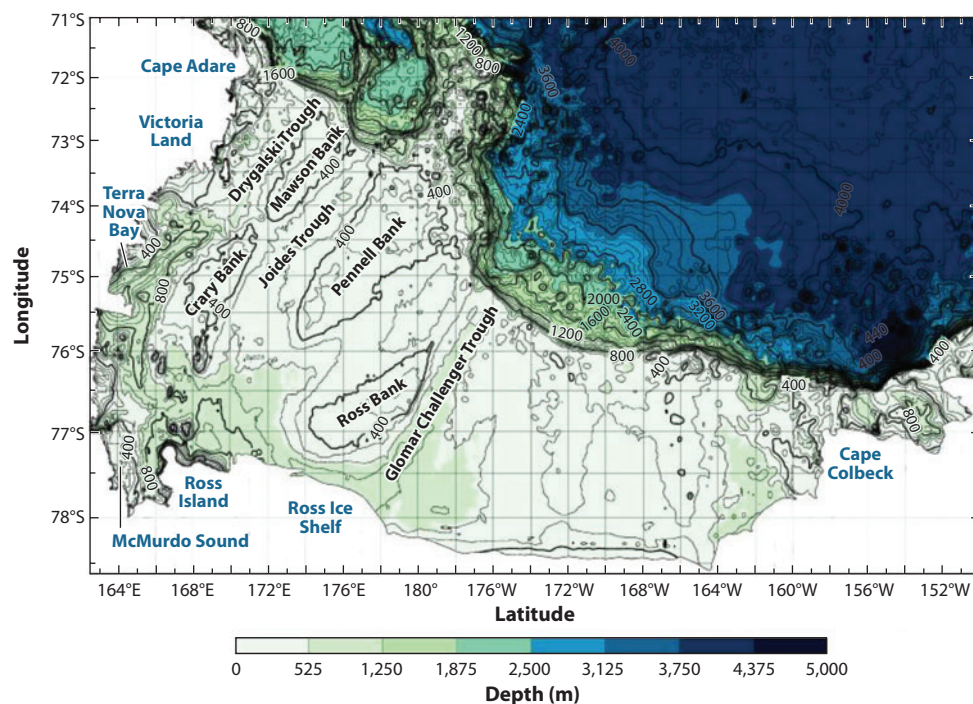 71°S
72°S
73°S
74°S
75°S
76°S
77°S
78°S
Longitude
800
1200
800
1600
Cape Adare
Victoria
Land
Terra
Nova
Bay
Drygalski Trough
Mawson Bank
400
Joides Trough
400
400
Pennell Bank
Crary Bank
400
400
800
2400
3600
4000
4000
2000
1600
2400
2800
3600
3200
1200
800
400
400
440
400
400
800
Ross Bank
400
Glomar Challenger Trough
400
800
Ross
Island
Ross Ice
Shelf
McMurdo Sound
Cape
Colbeck
164°E 168°E 172°E 176°E 180° 176°W 172°W 168°W 164°W 160°W 156°W 152°W
Latitude
0 525 1,250 1,875 2,500 3,125 3,750 4,375 5,000
Depth (m)